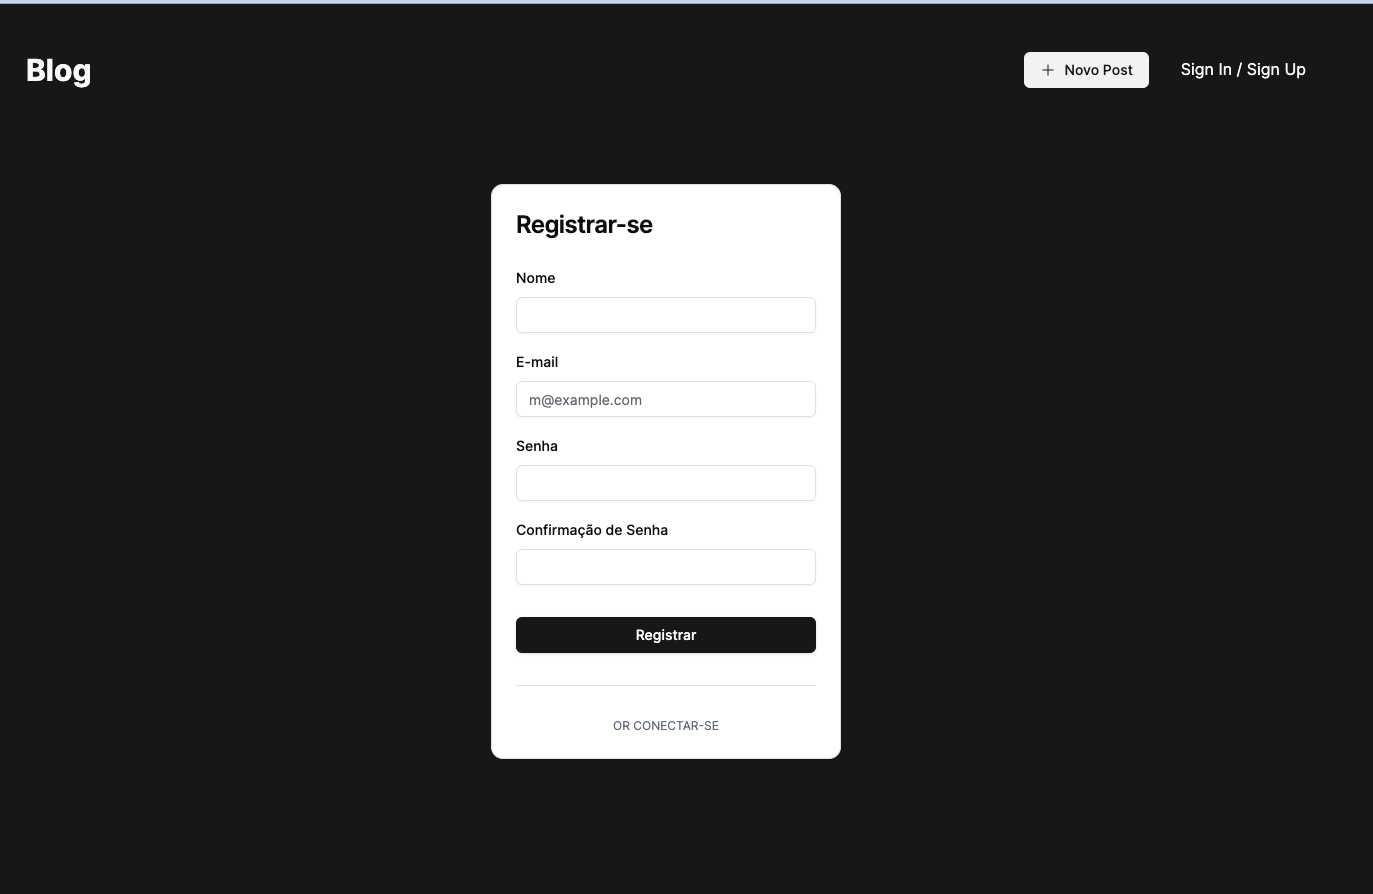 Blog
Novo Post
Sign In / Sign Up
Registrar-se
Nome
E-mail
m@example.com
Senha
Confirmação de Senha
Registrar
OR CONECTAR-SE